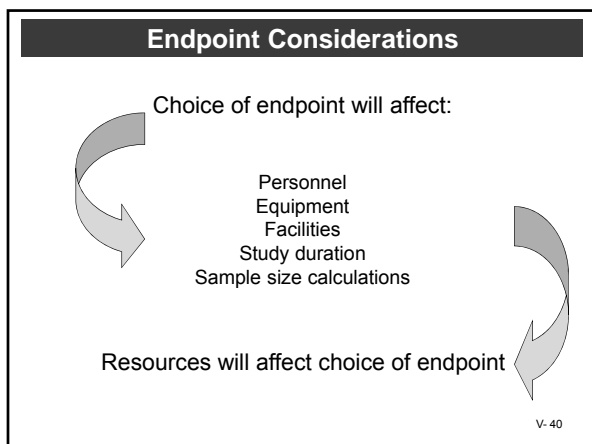 Endpoint Considerations
Choice of endpoint will affect:
Personnel
Equipment
Facilities
Study duration
Sample size calculations
Resources will affect choice of endpoint
V- 40